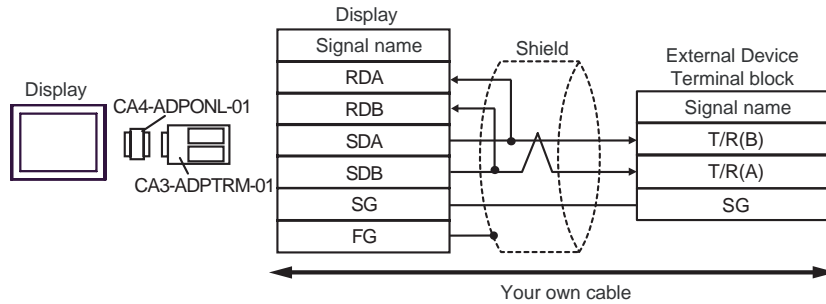 Display
CA4-ADPONL-01
CA3-ADPTRM-01
Display
Signal name
RDA
RDB
SDA
SDB
SG
FG
Shield
External Device
Terminal block
Signal name
T/R(B)
T/R(A)
SG
Your own cable